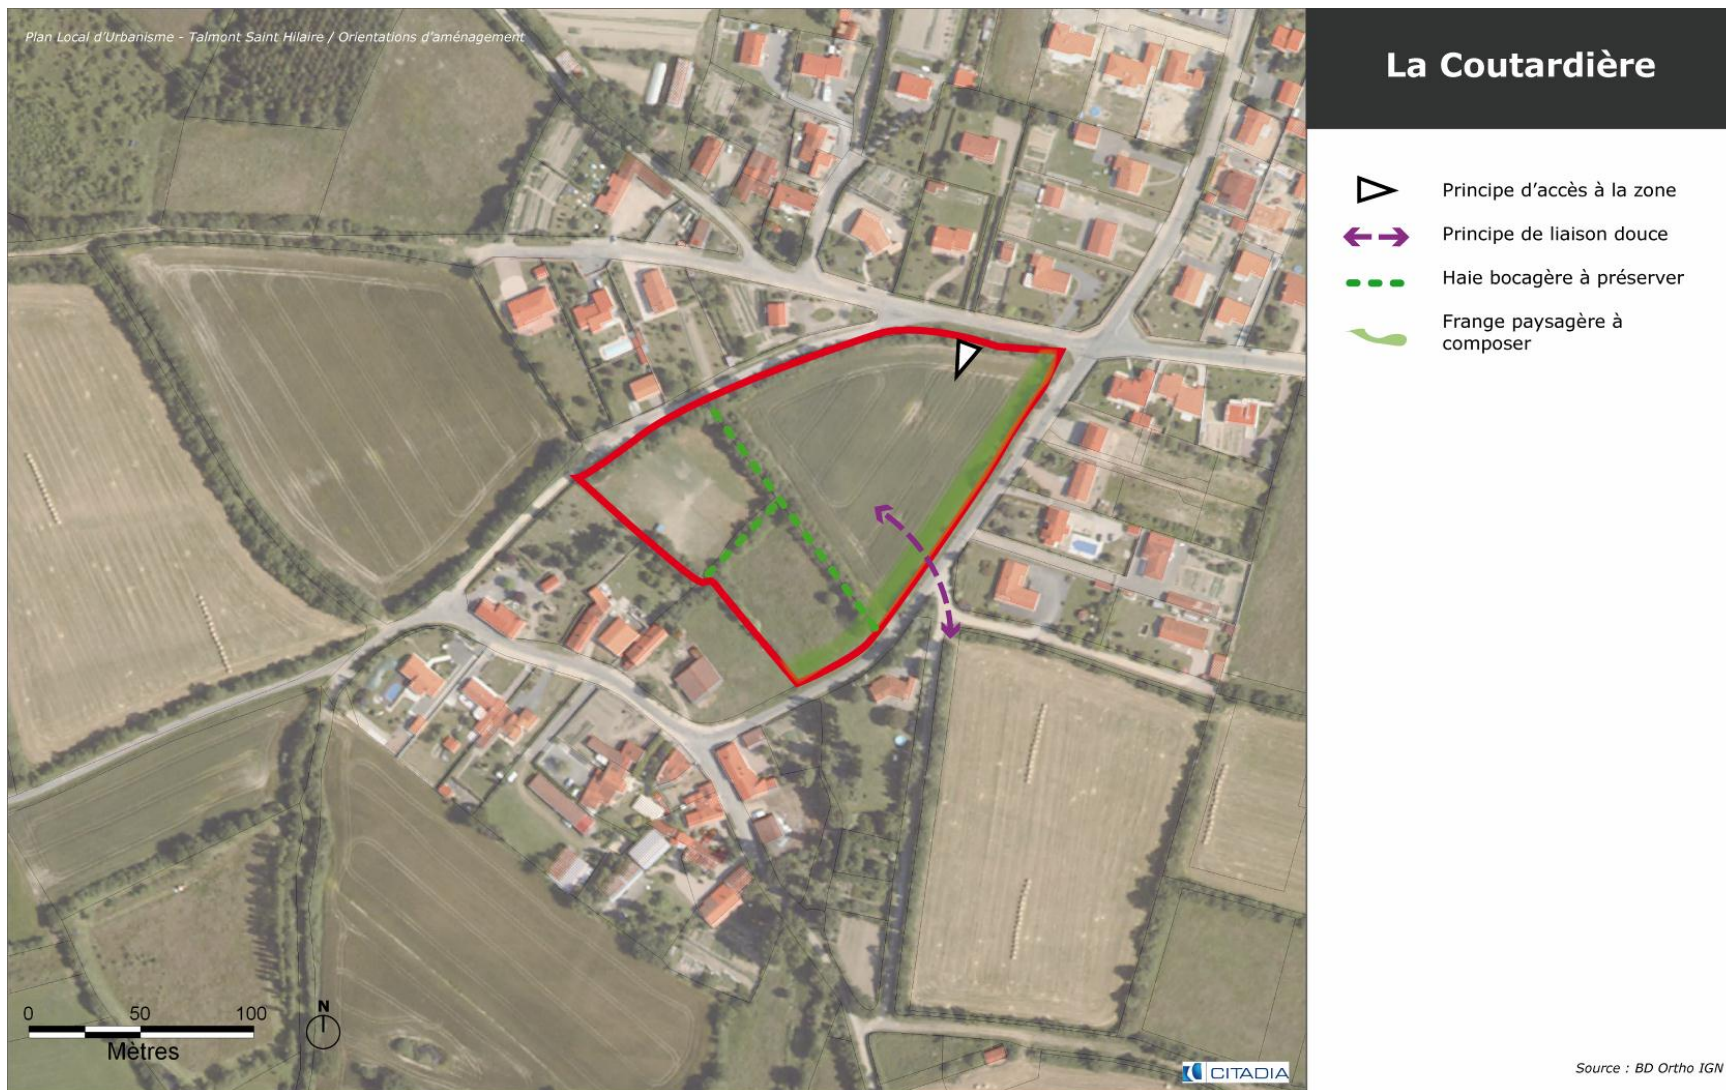 Plan Local d'Urbanisme - Talmont Saint Hilaire / Orientations d'aménagement
La Coutardière
Principe d'accès à la zone
Principe de liaison douce
Haie bocagère à préserver
Frange paysagère à
composer
0 50 100
Mètres
N
CITADIA
Source : BD Ortho IGN